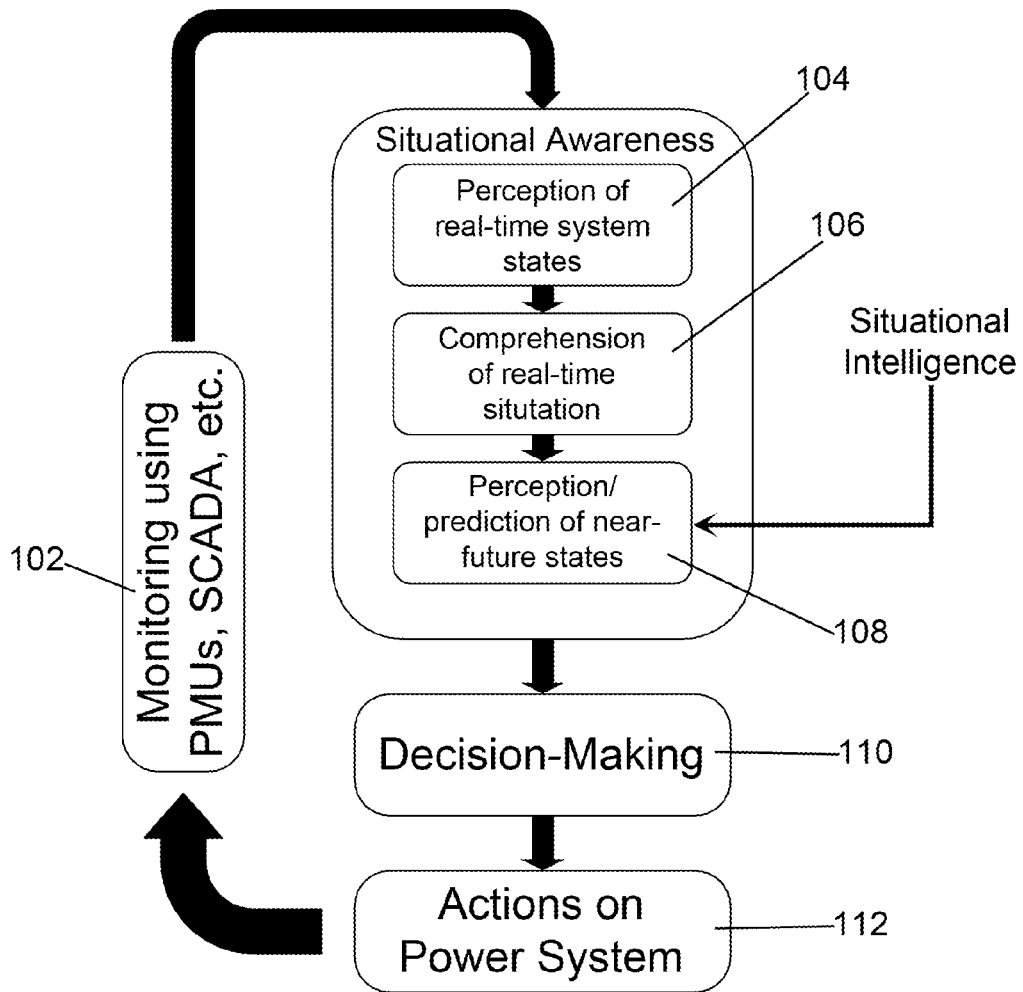 104
Situational Awareness
Perception of
real-time system
states
106
Comprehension
of real-time
situtation
Situational
Intelligence
Perception/
prediction of near-
future states
108
102
Monitoring using
PMUs, SCADA, etc.
Decision-Making
110
Actions on
Power System
112